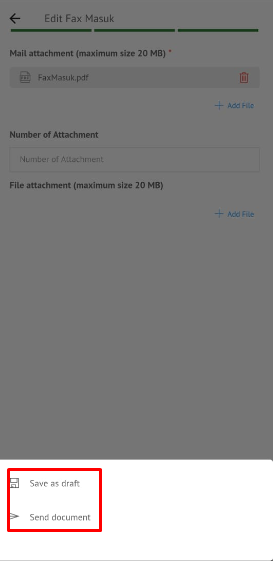 Edit Fax Masuk
Mail attachment (maximum size 20 MB) *
FaxMasuk.pdf
Add File
Number of Attachment
Number of Attachment
File attachment (maximum size 20 MB)
Add File
Save as draft
Send document